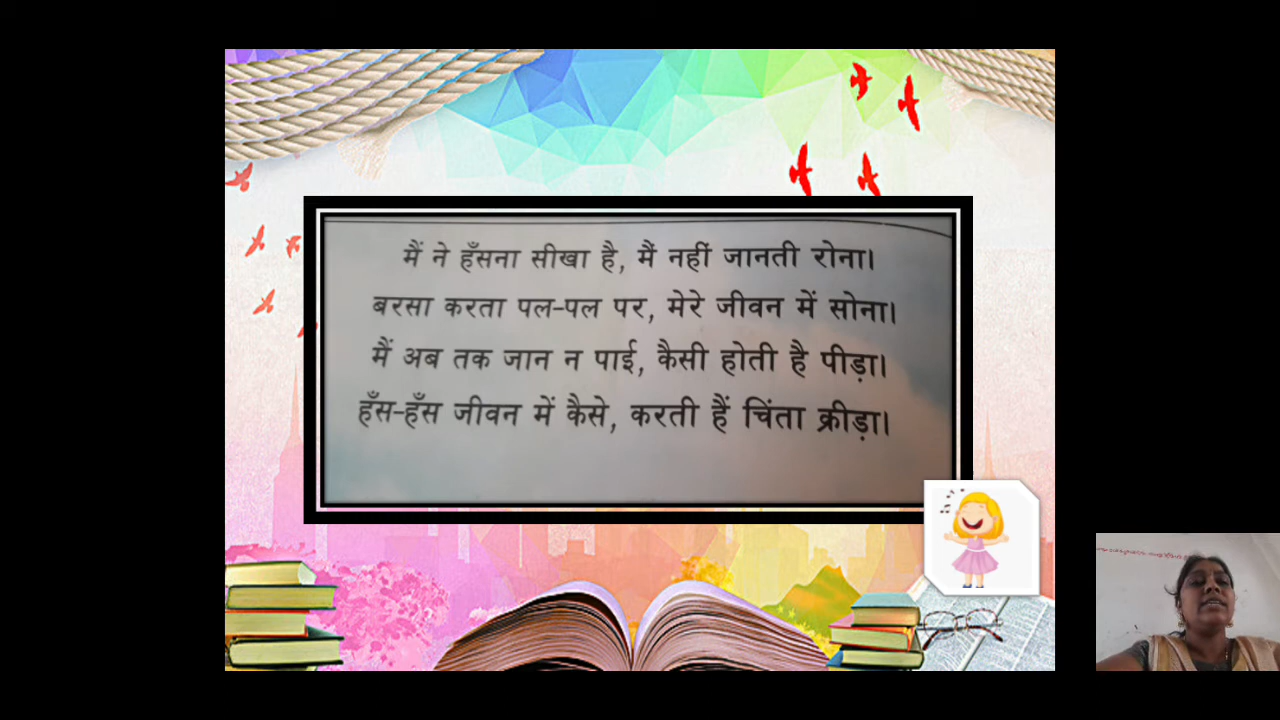 मैं ने हँसना सीखा है, मैं नहीं जानती रोना।
बरसा करता पल-पल पर, मेरे जीवन में सोना।
मैं अब तक जान न पाई, कैसी होती है पीड़ा।
हँस-हँस जीवन में कैसे, करती हैं चिंता क्रीड़ा।